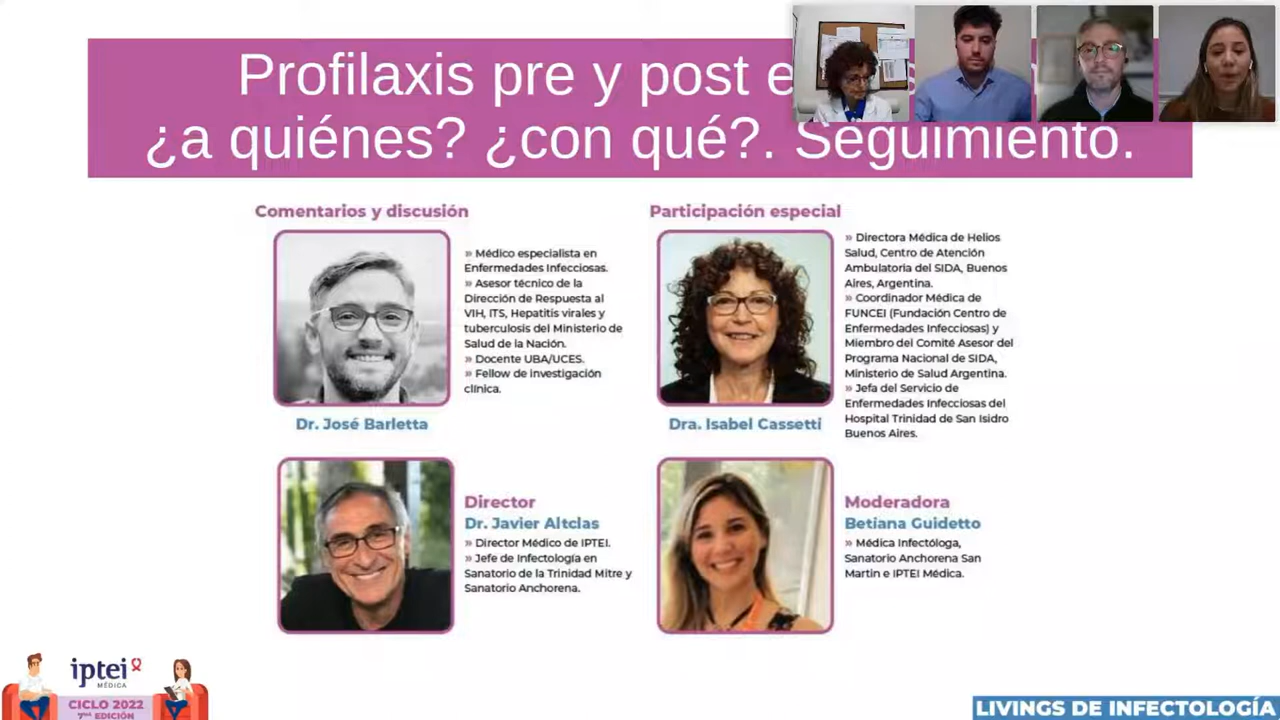 Profilaxis pre y post
¿a quiénes? ¿con qué?. Seguimiento.
Comentarios y discusión
» Médico especialista en
Enfermedades Infecciosas.
» Asesor técnico de la
Dirección de Respuesta al
VIH, ITS, Hepatitis virales y
tuberculosis del Ministerio de
Salud de la Nación.
» Docente UBA/UCES.
» Fellow de investigación
clínica.
Dr. José Barletta
Participación especial
» Directora Médica de Helios
Salud, Centro de Atención
Ambulatoria del SIDA, Buenos
Aires, Argentina.
» Coordinador Médica de
FUNCEI (Fundación Centro de
Enfermedades Infecciosas) y
Miembro del Comité Asesor del
Programa Nacional de SIDA,
Ministerio de Salud Argentina.
» Jefa del Servicio de
Enfermedades Infecciosas del
Hospital Trinidad de San Isidro
Buenos Aires.
Dra. Isabel Cassetti
Director
Dr. Javier Altclas
» Director Médico de IPTEI.
» Jefe de Infectología en
Sanatorio de la Trinidad Mitre y
Sanatorio Anchorena.
Moderadora
Betiana Guidetto
» Médica Infectóloga,
Sanatorio Anchorena San
Martin e IPTEI Médica.
iptei
MÉDICA
CICLO 2022
7ma EDICIÓN
LIVINGS DE INFECTOLOGÍA